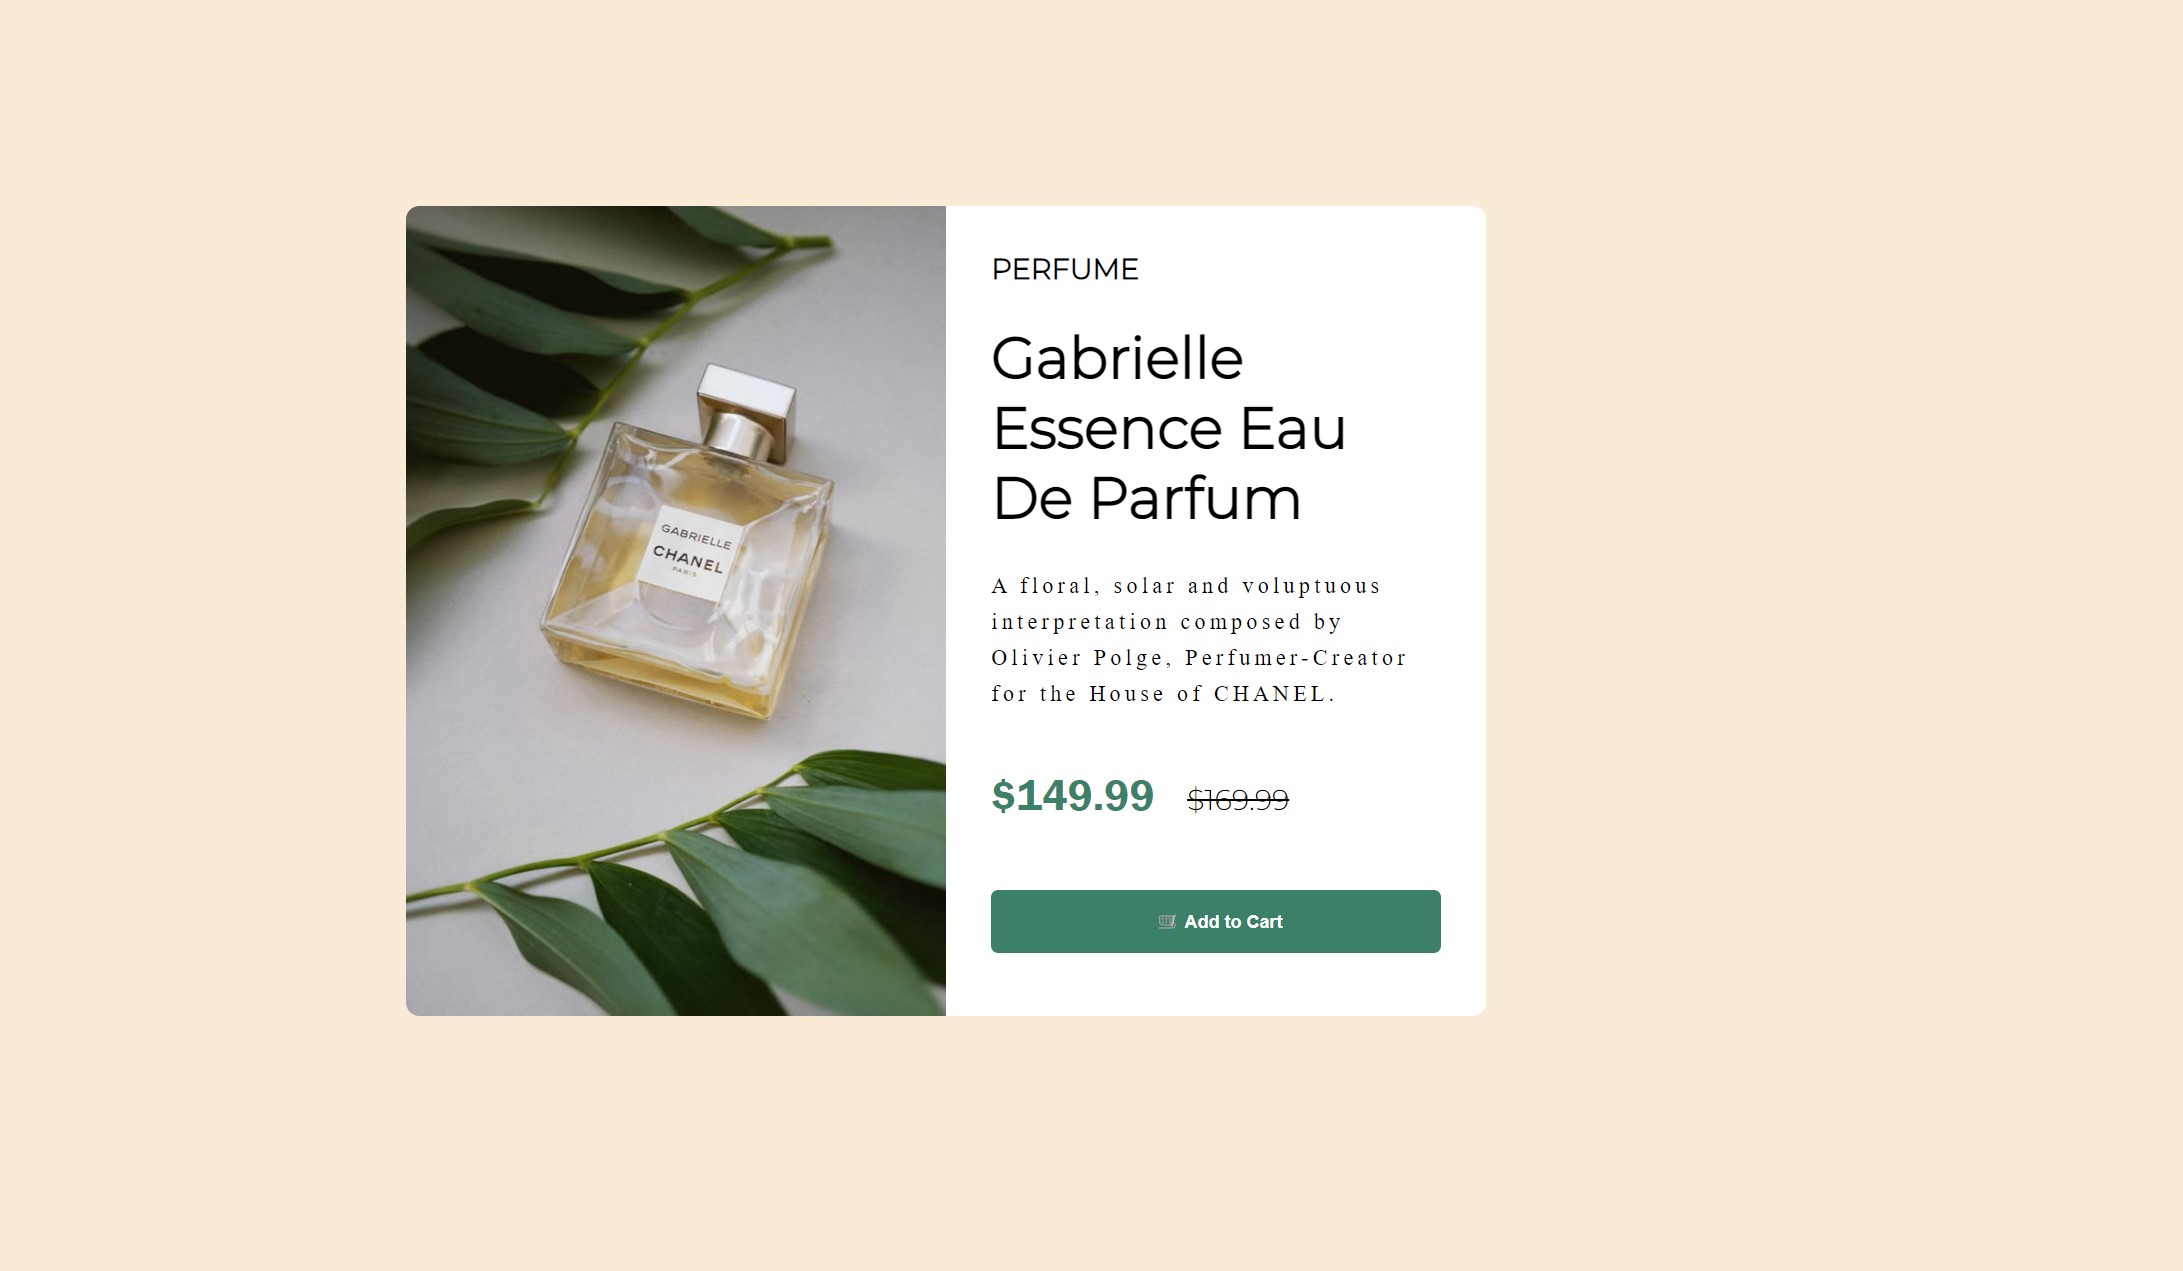 GABRIELLE
CHANEL
PARIS
PERFUME
Gabrielle
Essence Eau
De Parfum
A floral, solar and voluptuous
interpretation composed by
Olivier Polge, Perfumer-Creator
for the House of CHANEL.
$149.99 $169.99
🛒 Add to Cart